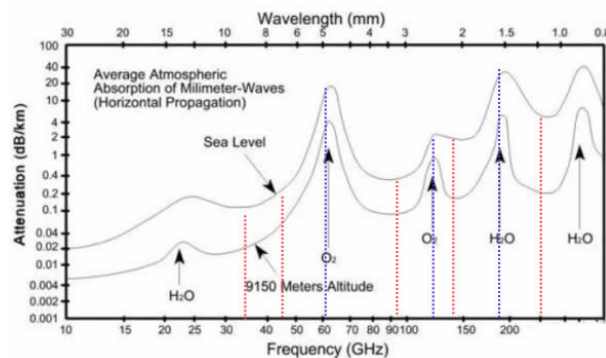 Wavelength (mm)
30 20 15 10 9 8 7 6 5 4 3 2 1.5 1 0.8
Average Atmospheric
Absorption of Milimeter-Waves
(Horizontal Propagation)
Attenuation (dB/km)
100
40
20
10
4
2
1
0.4
0.2
0.1
0.04
0.02
0.01
0.004
0.002
0.001
Sea Level
O₂
O₂
H₂O
H₂O
H₂O
9150 Meters Altitude
10 15 20 25 30 40 50 60 70 80 90 100 150 200
Frequency (GHz)